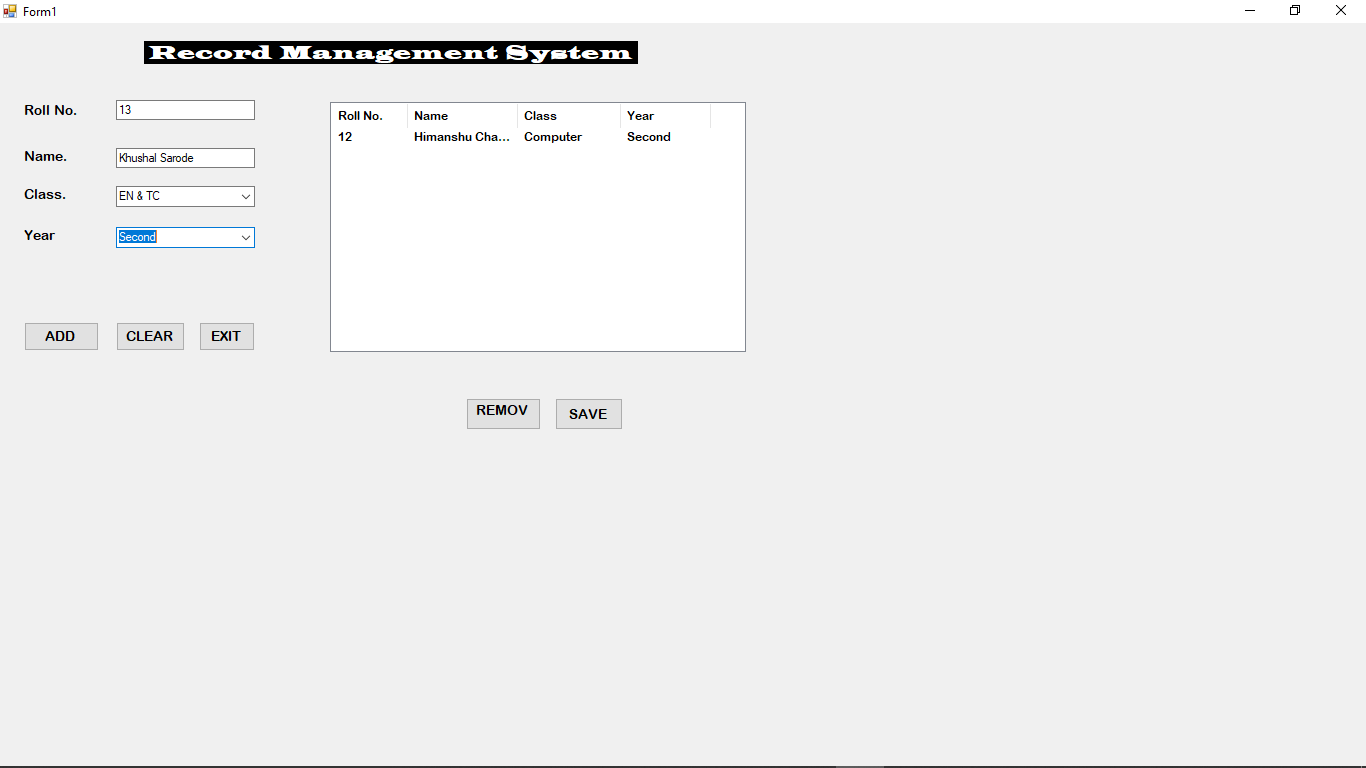 Form1
Record Management System
Roll No. 13
Name. Khushal Sarode
Class. EN & TC
Year Second
ADD CLEAR EXIT
Roll No. Name Class Year
12 Himanshu Cha... Computer Second
REMOV SAVE